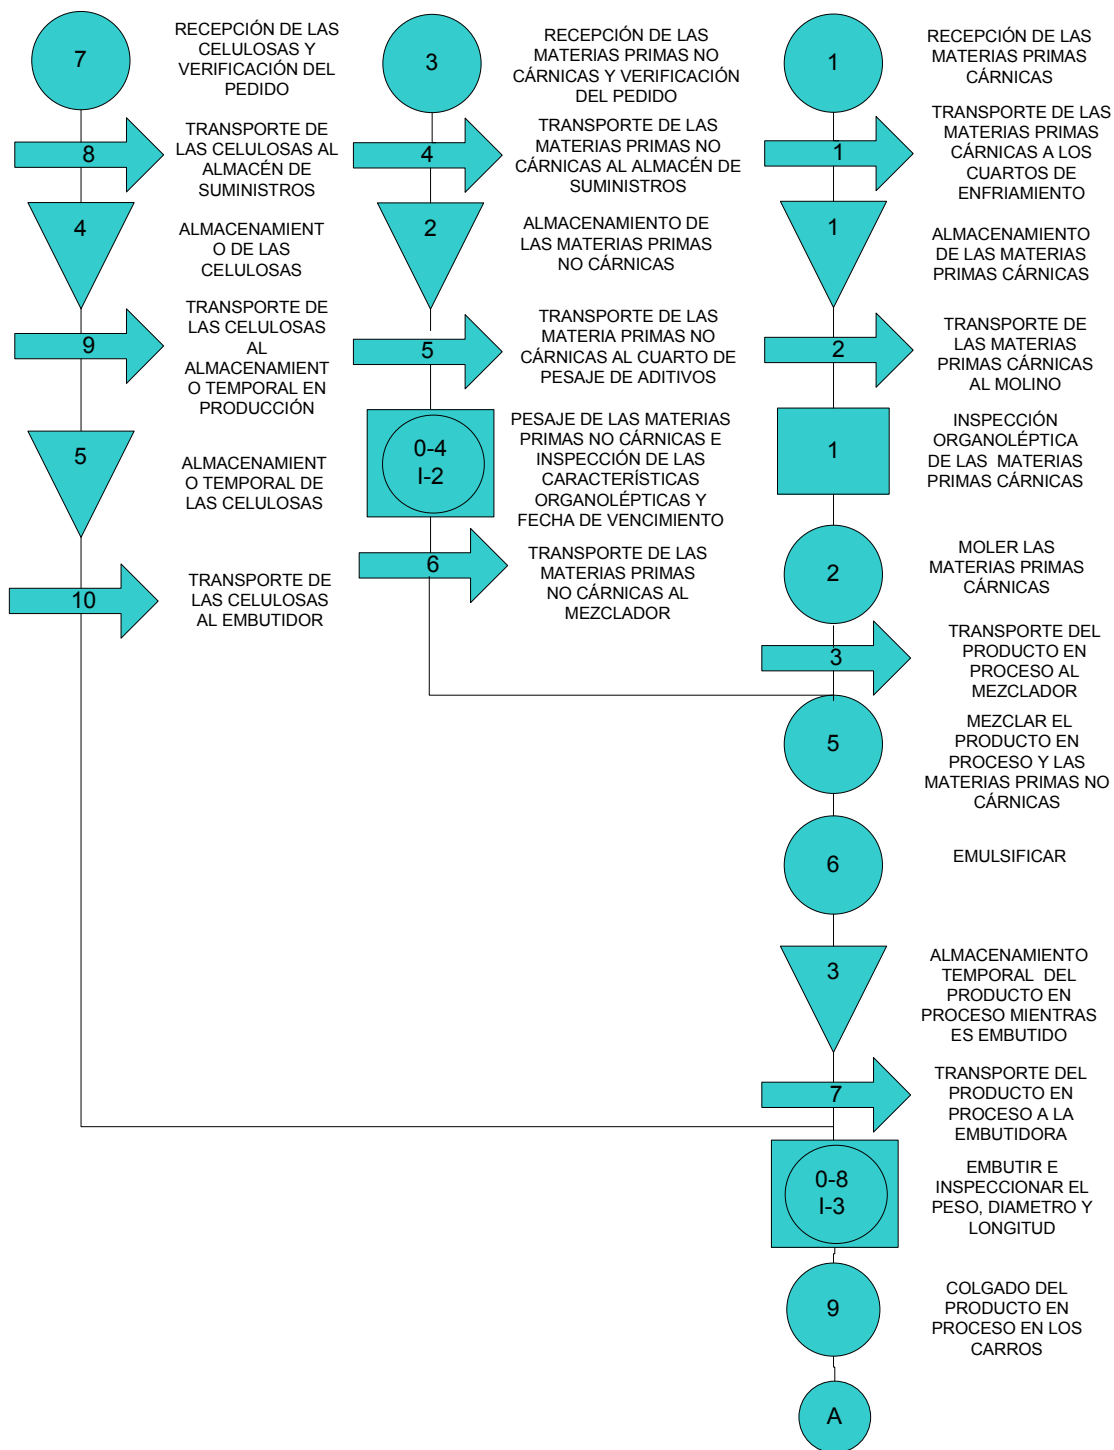 7
RECEPCIÓN DE LAS
CELULOSAS Y
VERIFICACIÓN DEL
PEDIDO
8
TRANSPORTE DE
LAS CELULOSAS AL
ALMACÉN DE
SUMINISTROS
4
ALMACENAMIENT
O DE LAS
CELULOSAS
9
TRANSPORTE DE
LAS CELULOSAS
AL
ALMACENAMIENT
O TEMPORAL EN
PRODUCCIÓN
5
ALMACENAMIENT
O TEMPORAL DE
LAS CELULOSAS
10
TRANSPORTE DE
LAS CELULOSAS
AL EMBUTIDOR
3
RECEPCIÓN DE LAS
MATERIAS PRIMAS NO
CÁRNICAS Y VERIFICACIÓN
DEL PEDIDO
4
TRANSPORTE DE LAS
MATERIAS PRIMAS NO
CÁRNICAS AL ALMACÉN DE
SUMINISTROS
2
ALMACENAMIENTO DE
LAS MATERIAS PRIMAS
NO CÁRNICAS
5
TRANSPORTE DE LAS
MATERIA PRIMAS NO
CÁRNICAS AL CUARTO DE
PESAJE DE ADITIVOS
0-4
I-2
PESAJE DE LAS MATERIAS
PRIMAS NO CÁRNICAS E
INSPECCIÓN DE LAS
CARACTERÍSTICAS
ORGANOLÉPTICAS Y
FECHA DE VENCIMIENTO
6
TRANSPORTE DE LAS
MATERIAS PRIMAS
NO CÁRNICAS AL
MEZCLADOR
1
RECEPCIÓN DE LAS
MATERIAS PRIMAS
CÁRNICAS
1
TRANSPORTE DE LAS
MATERIAS PRIMAS
CÁRNICAS A LOS
CUARTOS DE
ENFRIAMIENTO
1
ALMACENAMIENTO
DE LAS MATERIAS
PRIMAS CÁRNICAS
2
TRANSPORTE DE
LAS MATERIAS
PRIMAS CÁRNICAS
AL MOLINO
1
INSPECCIÓN
ORGANOLÉPTICA
DE LAS MATERIAS
PRIMAS CÁRNICAS
2
MOLER LAS
MATERIAS PRIMAS
CÁRNICAS
3
TRANSPORTE DEL
PRODUCTO EN
PROCESO AL
MEZCLADOR
5
MEZCLAR EL
PRODUCTO EN
PROCESO Y LAS
MATERIAS PRIMAS NO
CÁRNICAS
6
EMULSIFICAR
3
ALMACENAMIENTO
TEMPORAL DEL
PRODUCTO EN
PROCESO MIENTRAS
ES EMBUTIDO
7
TRANSPORTE DEL
PRODUCTO EN
PROCESO A LA
EMBUTIDORA
0-8
I-3
EMBUTIR E
INSPECCIONAR EL
PESO, DIAMETRO Y
LONGITUD
9
COLGADO DEL
PRODUCTO EN
PROCESO EN LOS
CARROS
A